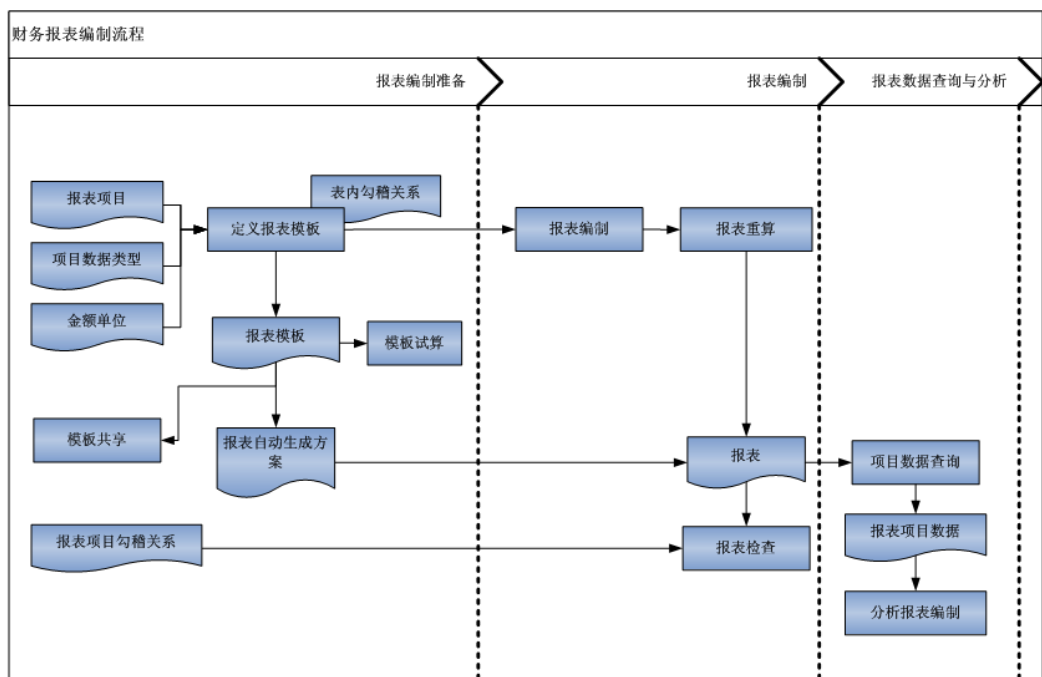 财务报表编制流程
报表编制准备
报表编制
报表数据查询与分析
报表项目
表内勾稽关系
定义报表模板
报表编制
报表重算
项目数据类型
金额单位
报表模板
模板试算
模板共享
报表自动生成方
案
报表
项目数据查询
报表项目勾稽关系
报表检查
报表项目数据
分析报表编制